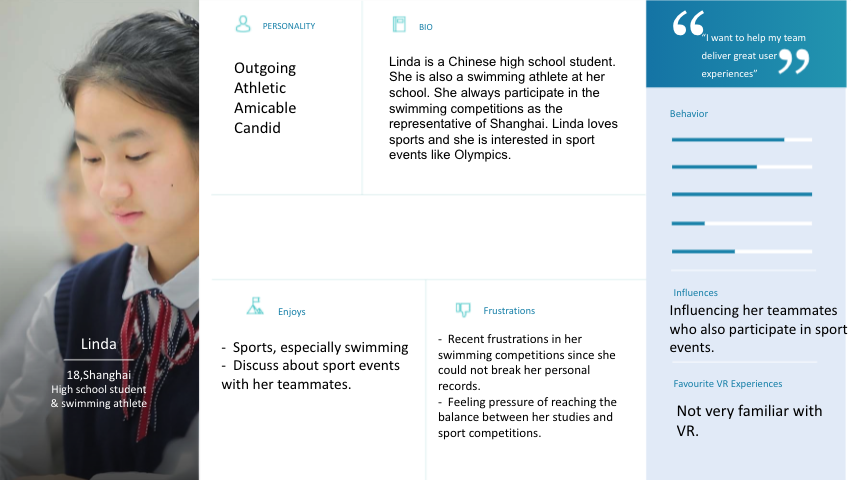 Linda
18,Shanghai
High school student
& swimming athlete
PERSONALITY
Outgoing
Athletic
Amicable
Candid
BIO
Linda is a Chinese high school student.
She is also a swimming athlete at her
school. She always participate in the
swimming competitions as the
representative of Shanghai. Linda loves
sports and she is interested in sport
events like Olympics.
Enjoys
- Sports, especially swimming
- Discuss about sport events
with her teammates.
Frustrations
- Recent frustrations in her
swimming competitions since she
could not break her personal
records.
- Feeling pressure of reaching the
balance between her studies and
sport competitions.
“I want to help my team
deliver great user
experiences”
Behavior
Influences
Influencing her teammates
who also participate in sport
events.
Favourite VR Experiences
Not very familiar with
VR.